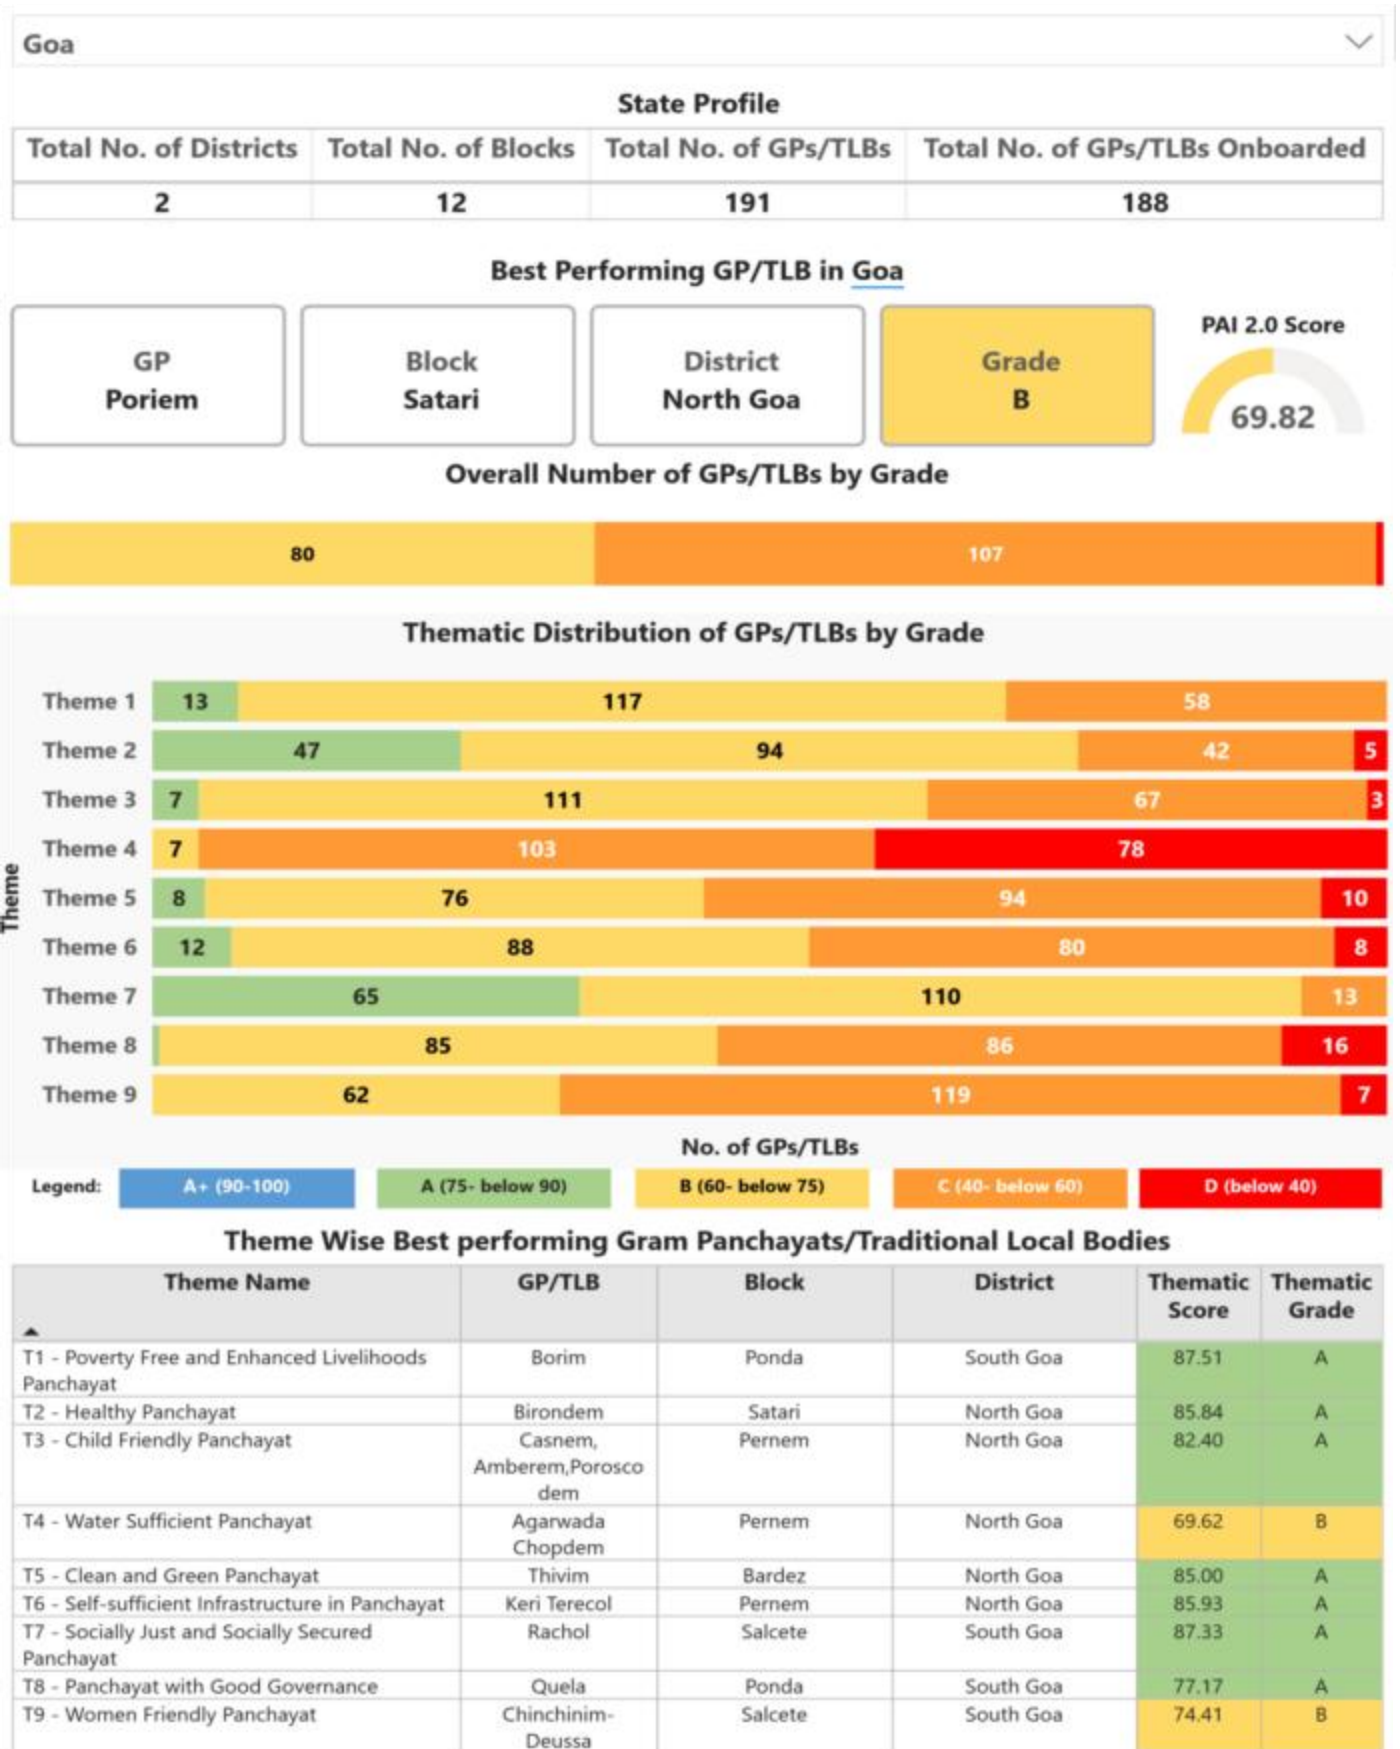 Goa
State Profile
Total No. of Districts Total No. of Blocks Total No. of GPs/TLBs Total No. of GPs/TLBs Onboarded
2 12 191 188
Best Performing GP/TLB in Goa
PAI 2.0 Score
GP Block District Grade
Poriem Satari North Goa B
69.82
Overall Number of GPs/TLBs by Grade
80 107
Thematic Distribution of GPs/TLBs by Grade
Theme
Theme 1 13 117 58
Theme 2 47 94 42 5
Theme 3 7 111 67 3
Theme 4 7 103 78
Theme 5 8 76 94 10
Theme 6 12 88 80 8
Theme 7 65 110 13
Theme 8 85 86 16
Theme 9 62 119 7
No. of GPs/TLBs
Legend: A+ (90-100) A (75- below 90) B (60- below 75) C (40- below 60) D (below 40)
Theme Wise Best performing Gram Panchayats/Traditional Local Bodies
Theme Name GP/TLB Block District Thematic Thematic
Score Grade
T1 - Poverty Free and Enhanced Livelihoods Borim Ponda South Goa 87.51 A
Panchayat
T2 - Healthy Panchayat Birondem Satari North Goa 85.84 A
T3 - Child Friendly Panchayat Casnem, Pernem North Goa 82.40 A
Amberem,Porosco
dem
T4 - Water Sufficient Panchayat Agarwada Pernem North Goa 69.62 B
Chopdem
T5 - Clean and Green Panchayat Thivim Bardez North Goa 85.00 A
T6 - Self-sufficient Infrastructure in Panchayat Keri Terecol Pernem North Goa 85.93 A
T7 - Socially Just and Socially Secured Rachol Salcete South Goa 87.33 A
Panchayat
T8 - Panchayat with Good Governance Quela Ponda South Goa 77.17 A
T9 - Women Friendly Panchayat Chinchinim- Salcete South Goa 74.41 B
Deussa